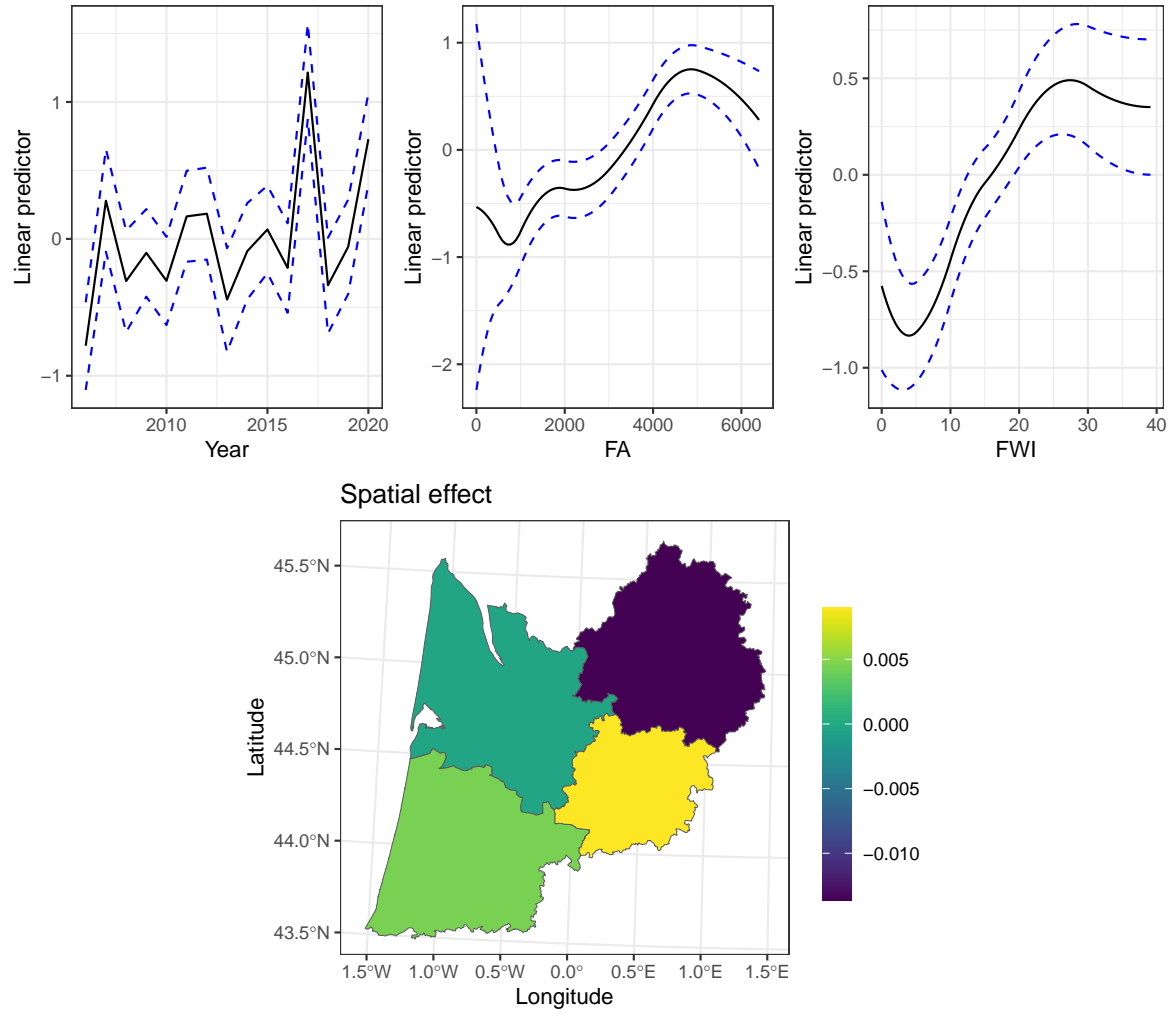 Linear predictor
1
0
−1
2010
2015
2020
Year
Linear predictor
1
0
−1
−2
0
2000
4000
6000
FA
Linear predictor
0.5
0.0
−0.5
−1.0
0
10
20
30
40
FWI
Spatial effect
Latitude
45.5°N
45.0°N
44.5°N
44.0°N
43.5°N
1.5°W
1.0°W
0.5°W
0.0°
0.5°E
1.0°E
1.5°E
Longitude
0.005
0.000
−0.005
−0.010